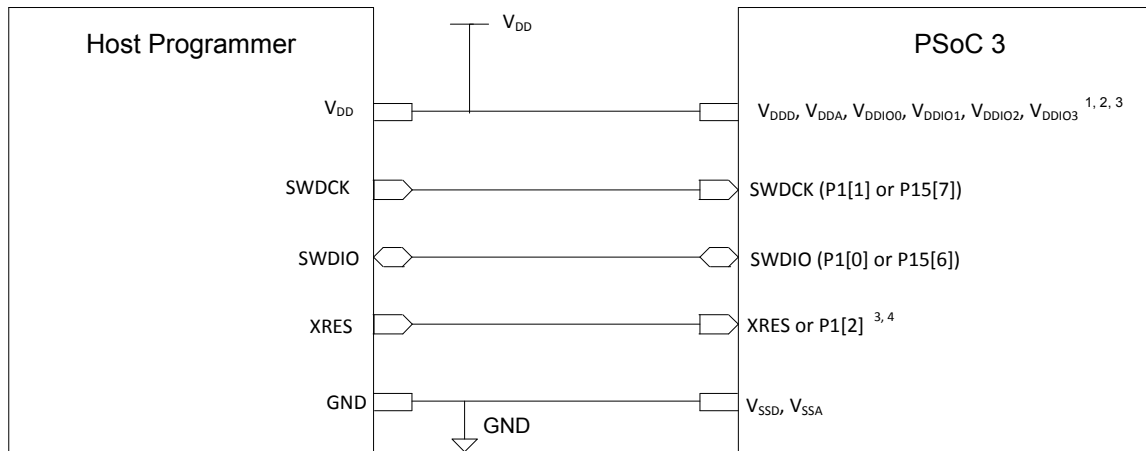 V_DD
Host Programmer PSoC 3
V_DD V_DDD, V_DDA, V_DDIO0, V_DDIO1, V_DDIO2, V_DDIO3 1, 2, 3
SWDCK SWDCK (P1[1] or P15[7])
SWDIO SWDIO (P1[0] or P15[6])
XRES XRES or P1[2] 3, 4
GND V_SSD, V_SSA
GND